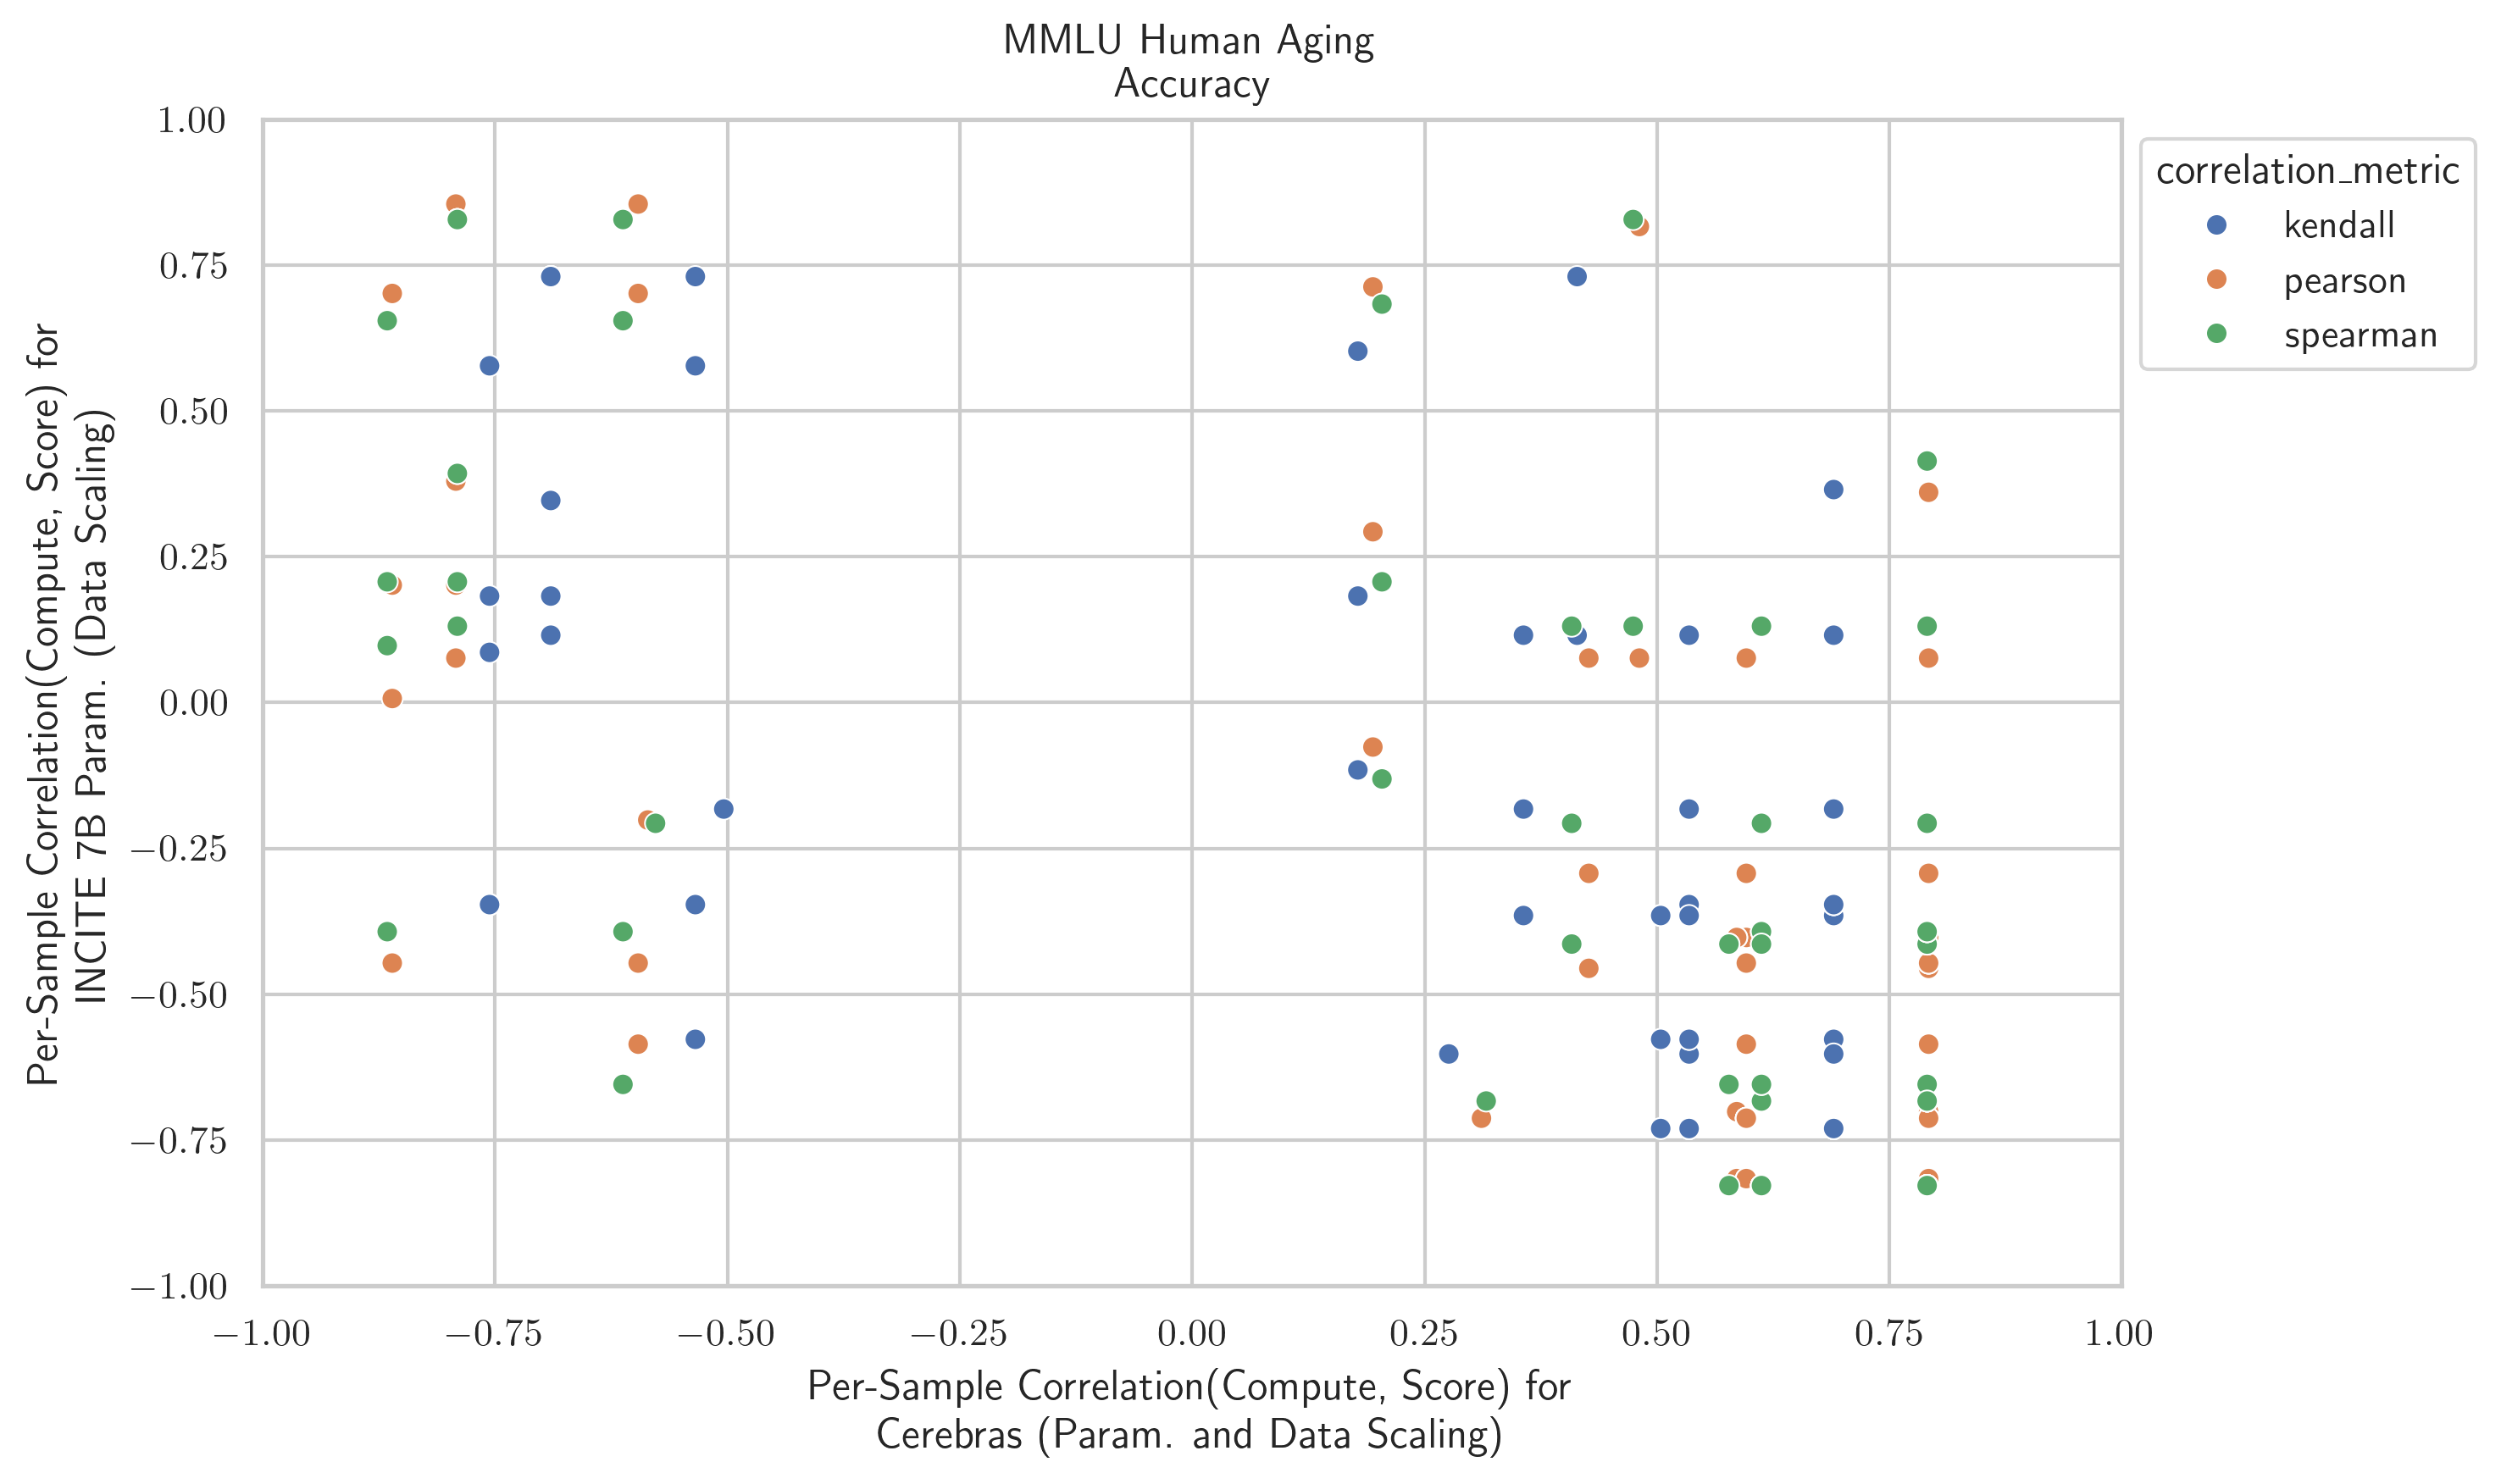 MMLU Human Aging
Accuracy
Per-Sample Correlation(Compute, Score) for
INCITE 7B Param. (Data Scaling)
1.00
0.75
0.50
0.25
0.00
−0.25
−0.50
−0.75
−1.00
−1.00 −0.75 −0.50 −0.25 0.00 0.25 0.50 0.75 1.00
Per-Sample Correlation(Compute, Score) for
Cerebras (Param. and Data Scaling)
correlation_metric
kendall
pearson
spearman